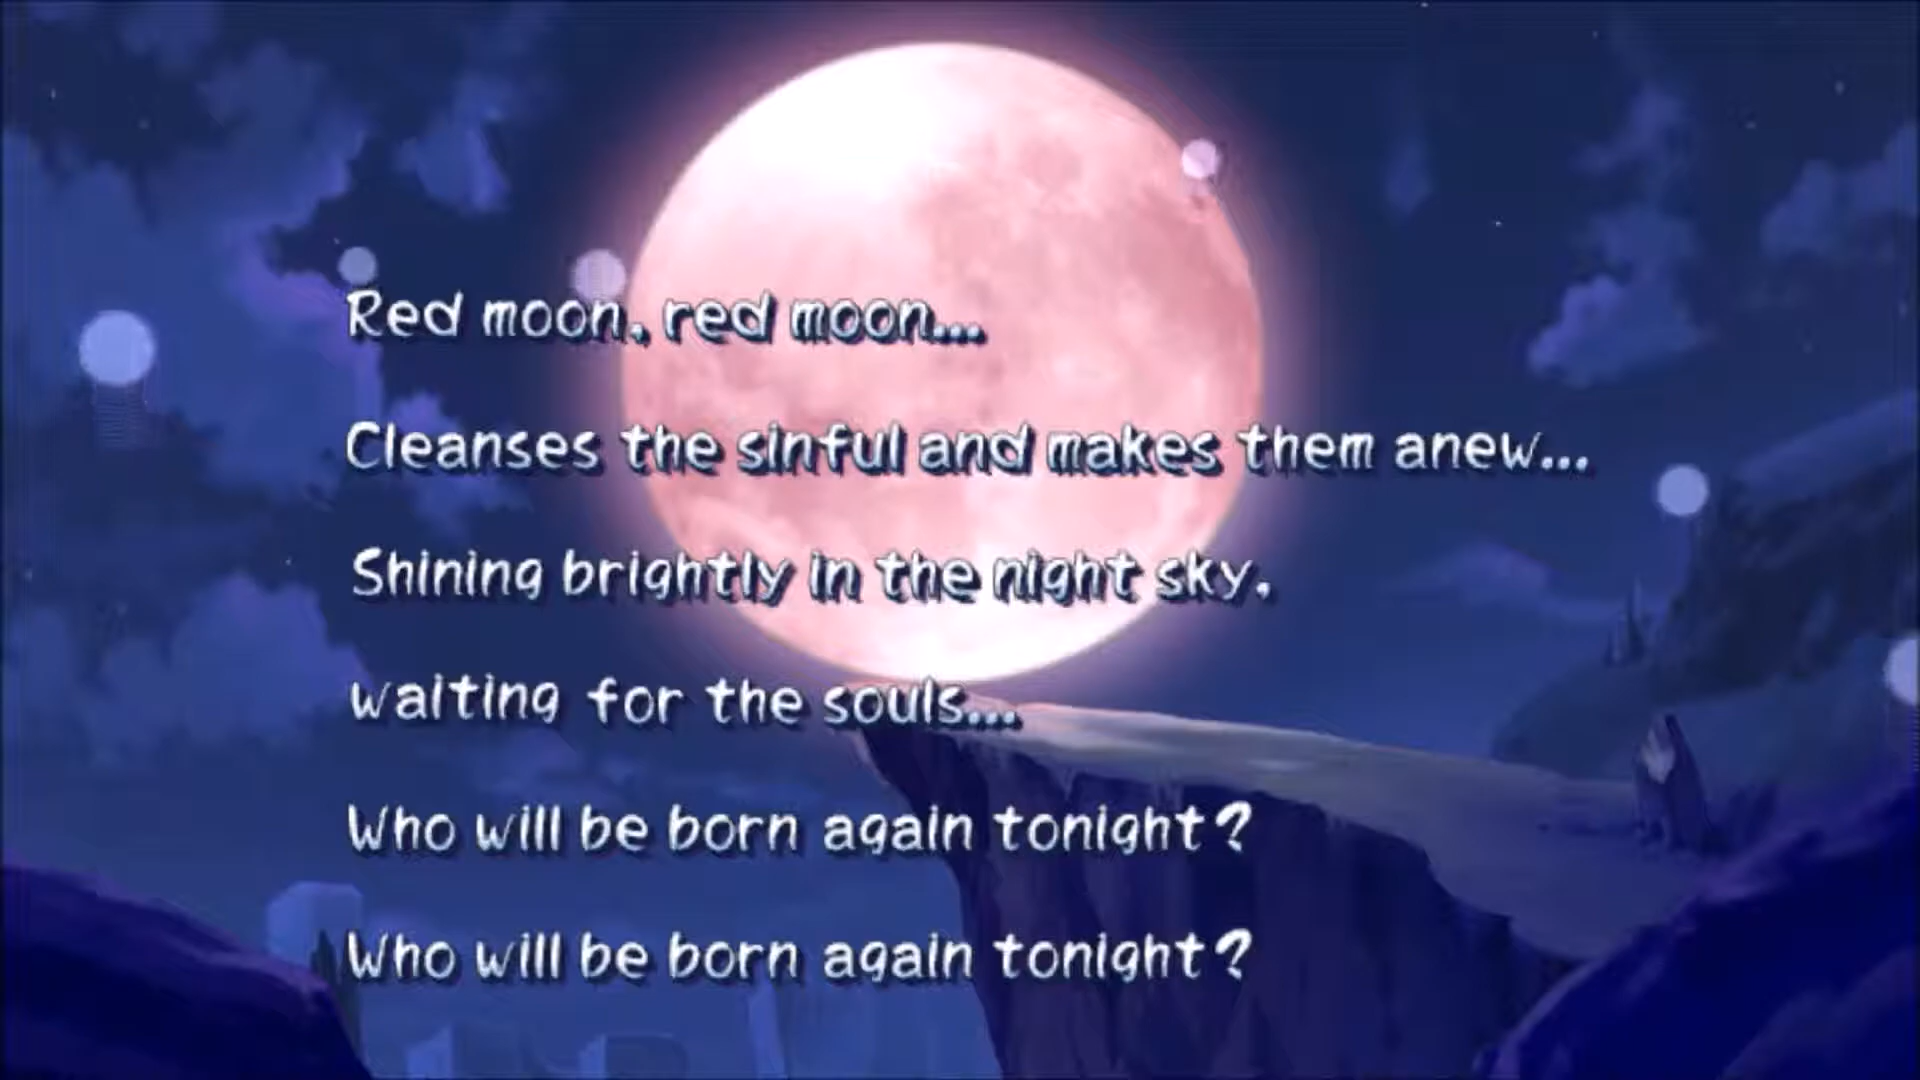 Red moon, red moon...
Cleanses the sinful and makes them anew...
Shining brightly in the night sky,
waiting for the souls...
Who will be born again tonight?
Who will be born again tonight?